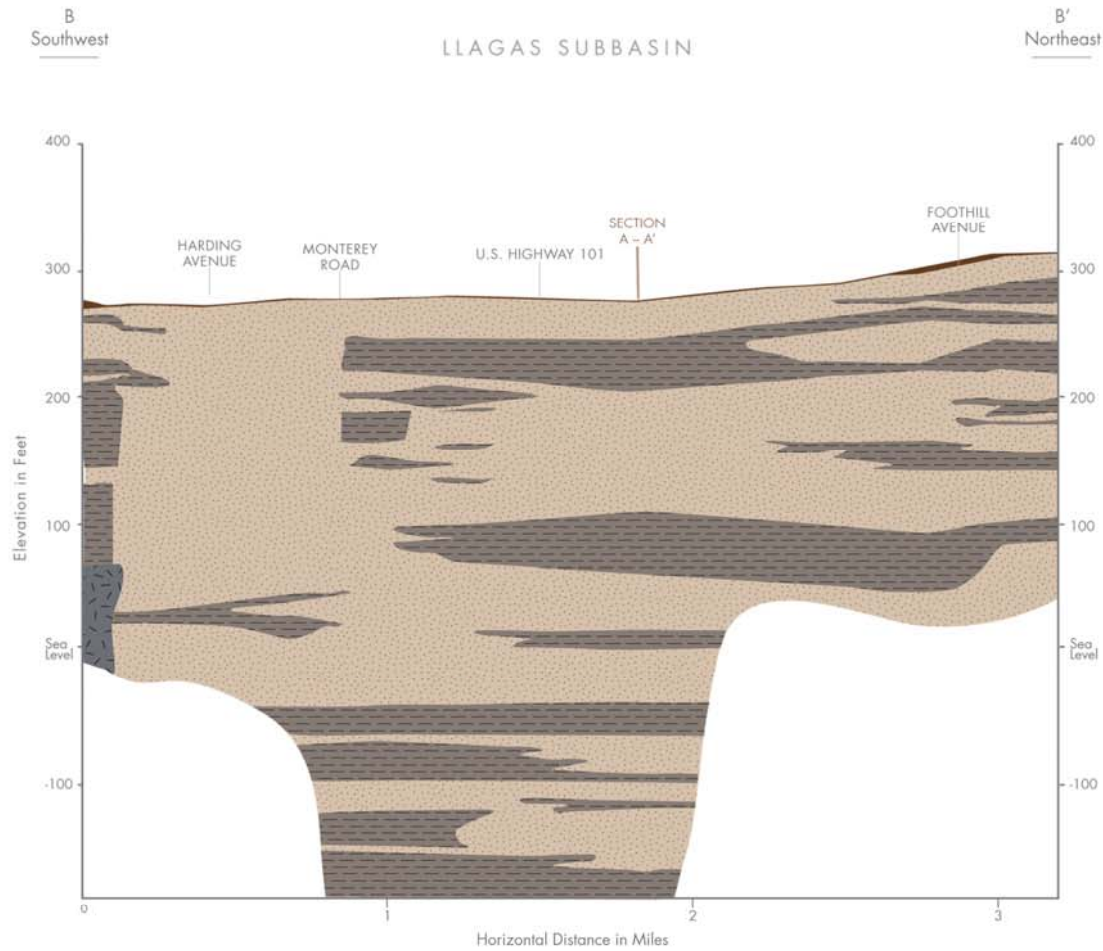 B
Southwest
LLAGAS SUBBASIN
B'
Northeast
400
400
HARDING
AVENUE
MONTEREY
ROAD
U.S. HIGHWAY 101
SECTION
A – A'
FOOTHILL
AVENUE
300
300
200
200
Elevation in Feet
100
100
Sea
Level
Sea
Level
-100
-100
0
1
2
3
Horizontal Distance in Miles